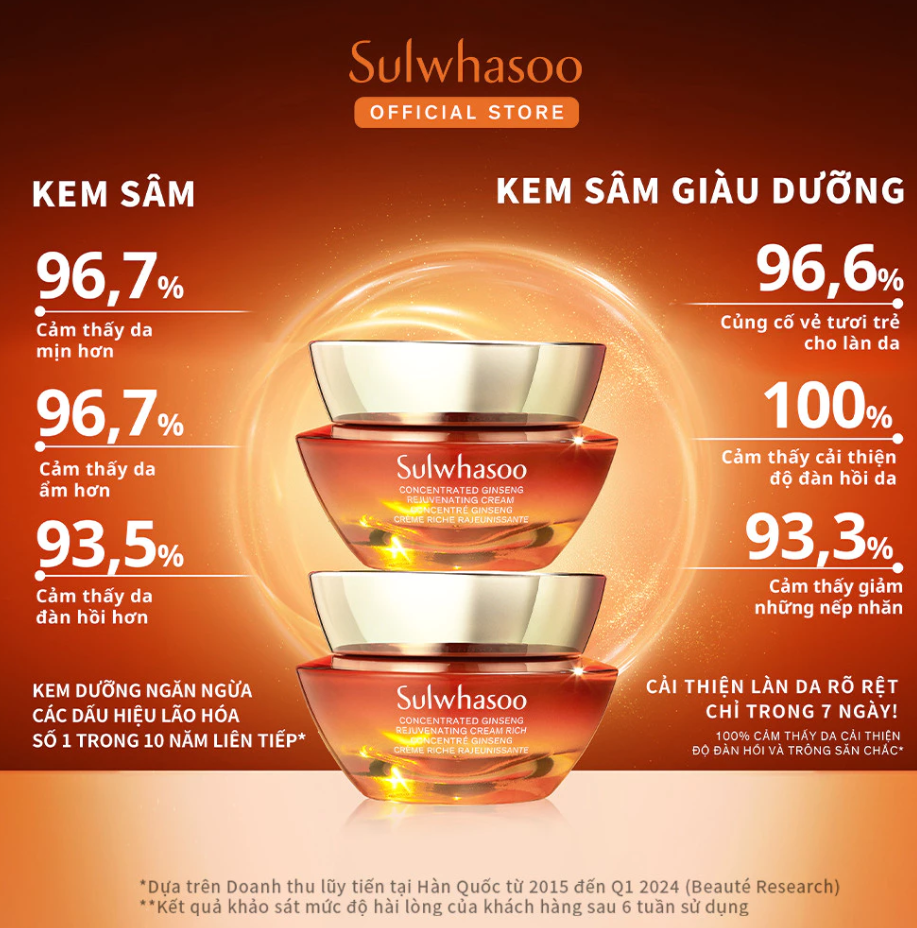 Sulwhasoo
OFFICIAL STORE
KEM SÂM
96,7%
Cảm thấy da
mịn hơn
96,7%
Cảm thấy da
ẩm hơn
93,5%
Cảm thấy da
đàn hồi hơn
KEM DƯỠNG NGĂN NGỪA
CÁC DẤU HIỆU LÃO HÓA
SỐ 1 TRONG 10 NĂM LIÊN TIẾP*
KEM SÂM GIÀU DƯỠNG
96,6%
Củng cố vẻ tươi trẻ
cho làn da
100%
Cảm thấy cải thiện
độ đàn hồi da
93,3%
Cảm thấy giảm
những nếp nhăn
CẢI THIỆN LÀN DA RÕ RỆT
CHỈ TRONG 7 NGÀY!
100% CẢM THẤY DA CẢI THIỆN
ĐỘ ĐÀN HỒI VÀ TRÔNG SĂN CHẮC*
Sulwhasoo
CONCENTRATED GINSENG
REJUVENATING CREAM
CONCENTRÉ GINSENG
CRÈME RICHE RAJEUNISSANTE
Sulwhasoo
CONCENTRATED GINSENG
REJUVENATING CREAM RICH
CONCENTRÉ GINSENG
CRÈME RICHE RAJEUNISSANTE
*Dựa trên Doanh thu lũy tiến tại Hàn Quốc từ 2015 đến Q1 2024 (Beauté Research)
**Kết quả khảo sát mức độ hài lòng của khách hàng sau 6 tuần sử dụng